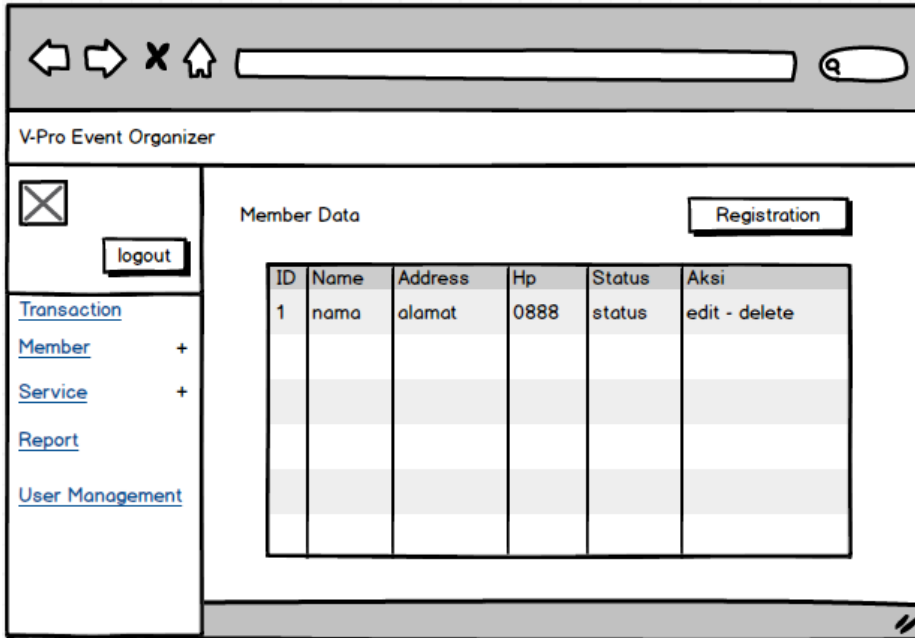 V-Pro Event Organizer
logout
Transaction
Member +
Service +
Report
User Management
Member Data
Registration
ID Name Address Hp Status Aksi
1 nama alamat 0888 status edit - delete